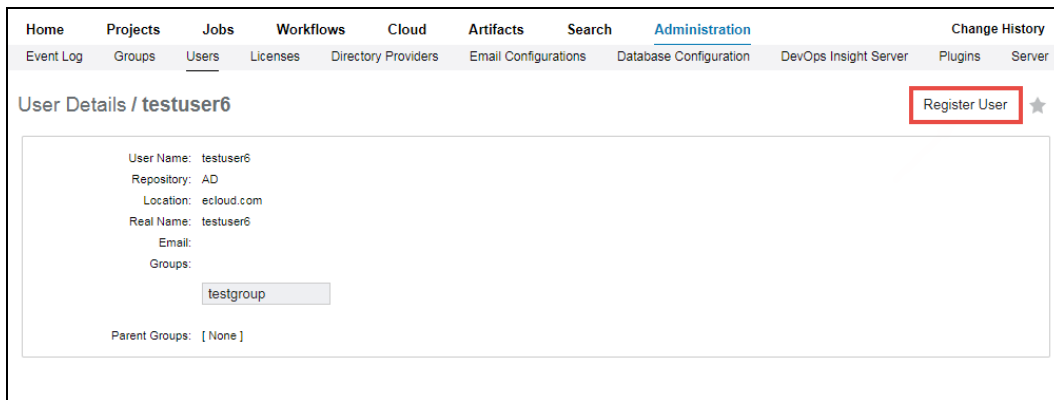 Home Projects Jobs Workflows Cloud Artifacts Search Administration Change History
Event Log Groups Users Licenses Directory Providers Email Configurations Database Configuration DevOps Insight Server Plugins Server
User Details / testuser6 Register User
User Name: testuser6
Repository: AD
Location: ecloud.com
Real Name: testuser6
Email:
Groups:
testgroup
Parent Groups: [ None ]